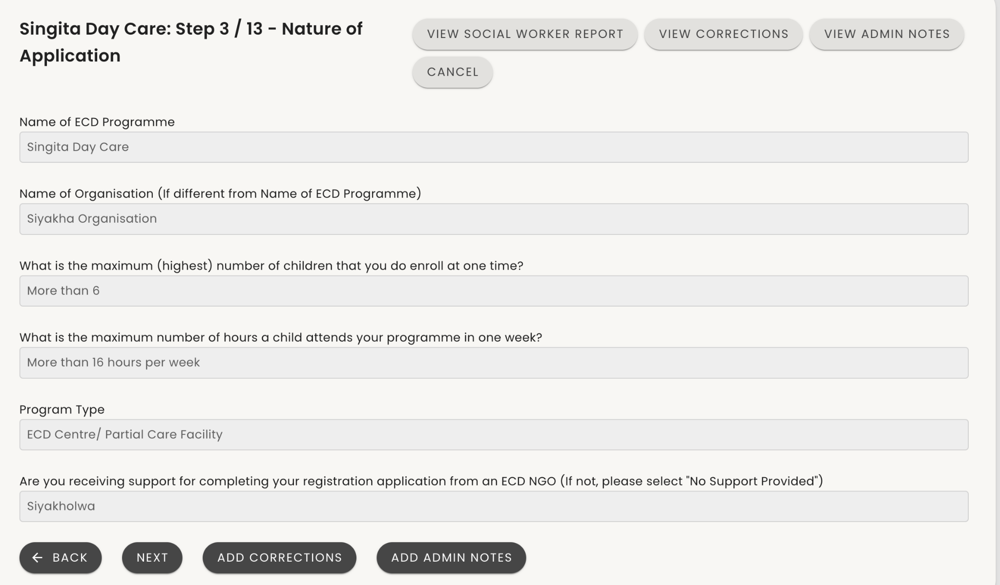 Singita Day Care: Step 3 / 13 - Nature of
Application
VIEW SOCIAL WORKER REPORT
VIEW CORRECTIONS
VIEW ADMIN NOTES
CANCEL
Name of ECD Programme
Singita Day Care
Name of Organisation (If different from Name of ECD Programme)
Siyakha Organisation
What is the maximum (highest) number of children that you do enroll at one time?
More than 6
What is the maximum number of hours a child attends your programme in one week?
More than 16 hours per week
Program Type
ECD Centre/ Partial Care Facility
Are you receiving support for completing your registration application from an ECD NGO (If not, please select "No Support Provided")
Siyakholwa
← BACK
NEXT
ADD CORRECTIONS
ADD ADMIN NOTES